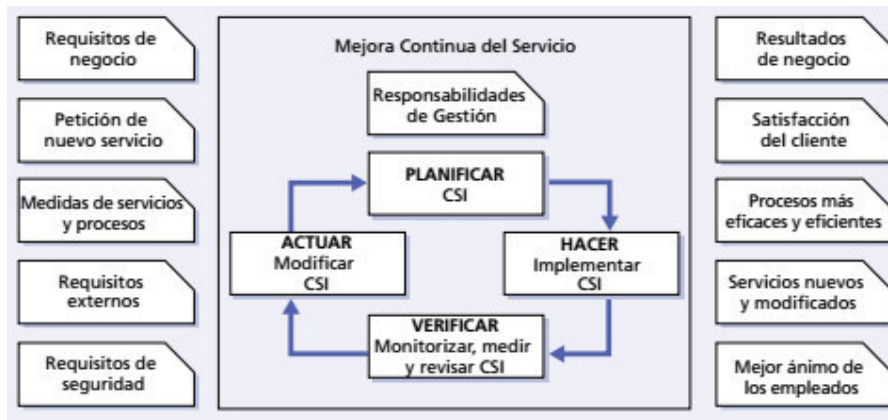 Requisitos de
negocio
Petición de
nuevo servicio
Medidas de servicios
y procesos
Requisitos
externos
Requisitos de
seguridad
Mejora Continua del Servicio
Responsabilidades
de Gestión
PLANIFICAR
CSI
ACTUAR
Modificar
CSI
HACER
Implementar
CSI
VERIFICAR
Monitorizar, medir
y revisar CSI
Resultados
de negocio
Satisfacción
del cliente
Procesos más
eficaces y eficientes
Servicios nuevos
y modificados
Mejor ánimo de
los empleados